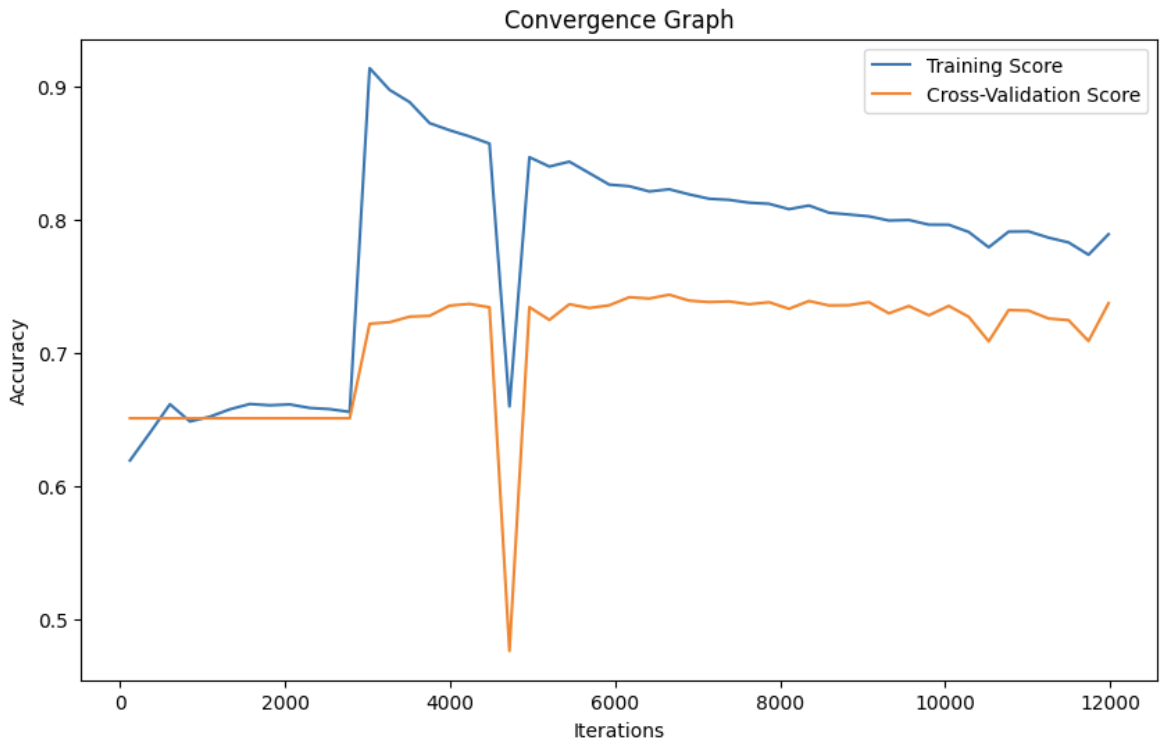 Convergence Graph
Training Score
Cross-Validation Score
Accuracy
0.9
0.8
0.7
0.6
0.5
0 2000 4000 6000 8000 10000 12000
Iterations